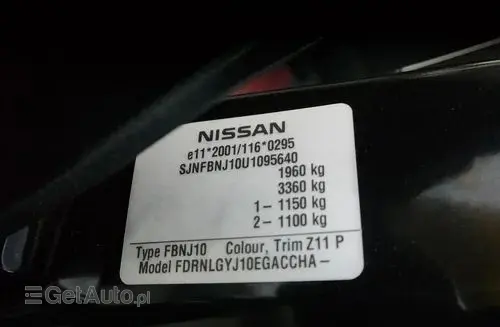 NISSAN
e11*2001/116*0295
SJNFBNJ10U1095640
1960 kg
3360 kg
1- 1150 kg
2- 1100 kg
Type FBNJ10 Colour, Trim Z11 P
Model FDRNLGYJ10EGACCHA-
GetAuto.pl